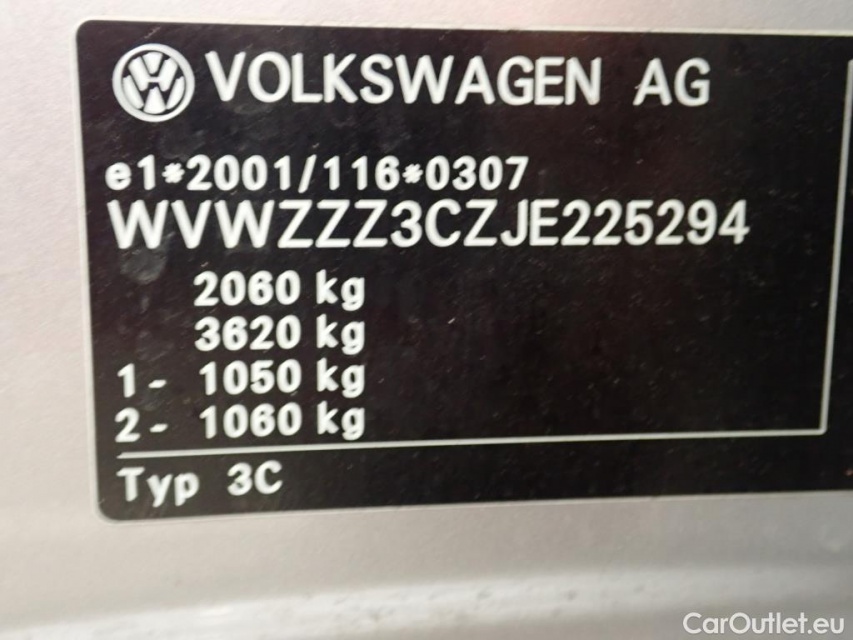 VOLKSWAGEN AG
e1*2001/116*0307
WVWZZZ3CZJE225294
2060 kg
3620 kg
1- 1050 kg
2- 1060 kg
Typ 3C
CarOutlet.eu